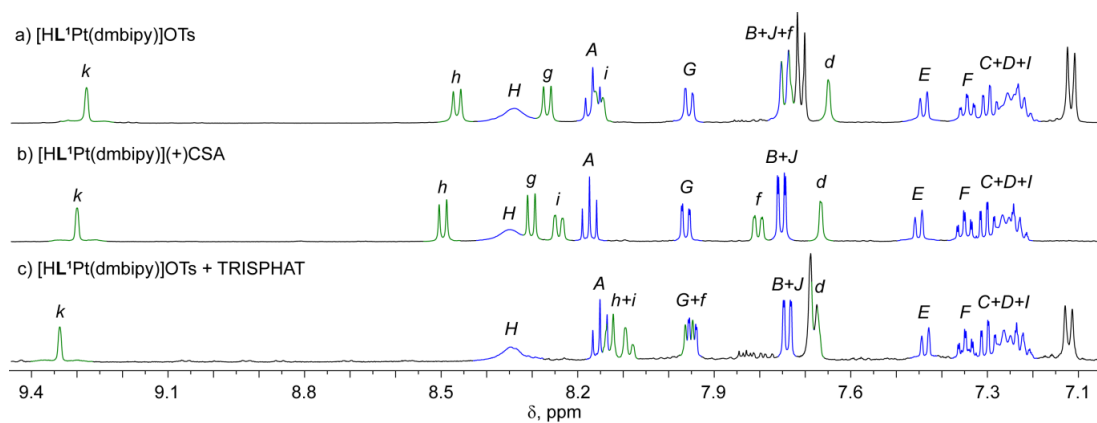 a) [HL¹Pt(dmbipy)]OTs
k h H g A i G B+J+f d E F C+D+I
b) [HL¹Pt(dmbipy)](+)CSA
k h H g i A G f B+J d E F C+D+I
c) [HL¹Pt(dmbipy)]OTs + TRISPHAT
k H A h+i G+f B+J d E F C+D+I
9.4 9.1 8.8 8.5 8.2 7.9 7.6 7.3 7.1
δ, ppm